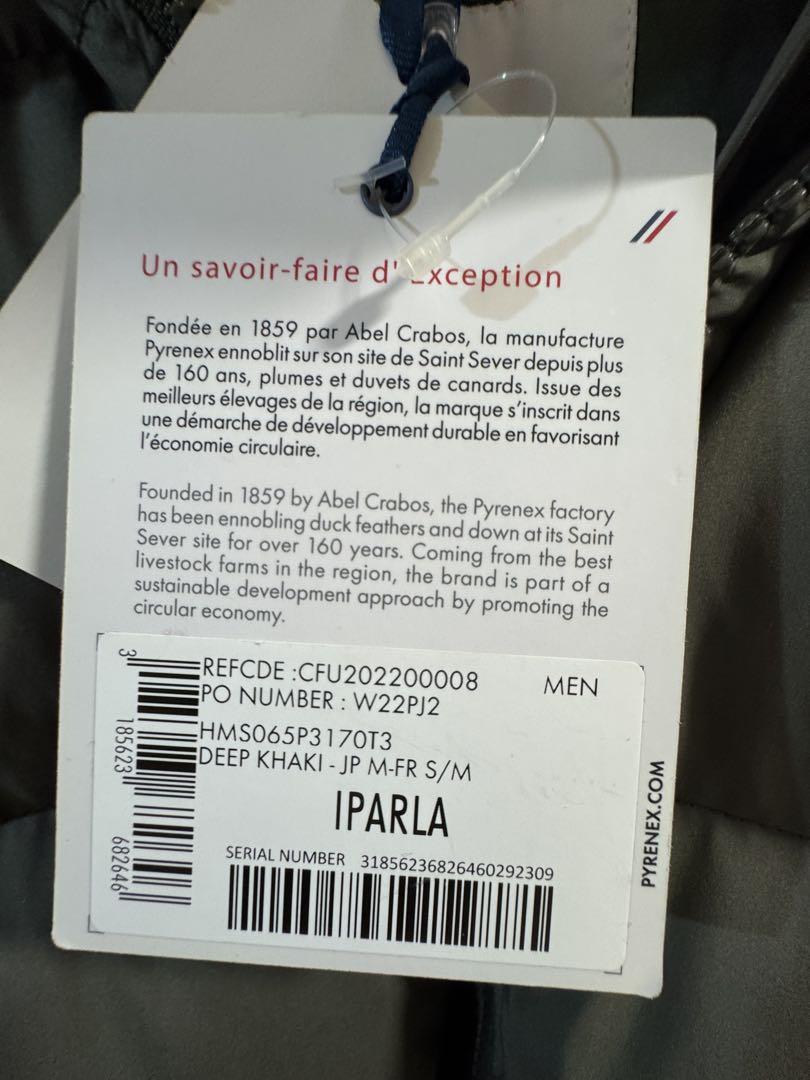 Un savoir-faire d' xception
Fondée en 1859 par Abel Crabos, la manufacture
Pyrenex ennoblit sur son site de Saint Sever depuis plus
de 160 ans, plumes et duvets de canards. Issue des
meilleurs élevages de la région, la marque s'inscrit dans
une démarche de développement durable en favorisant
l'économie circulaire.
Founded in 1859 by Abel Crabos, the Pyrenex factory
has been ennobling duck feathers and down at its Saint
Sever site for over 160 years. Coming from the best
livestock farms in the region, the brand is part of a
sustainable development approach by promoting the
circular economy.
REFCDE :CFU202200008 MEN
PO NUMBER : W22PJ2
HMS065P3170T3
DEEP KHAKI - JP M-FR S/M
IPARLA
SERIAL NUMBER 31856236826460292309
3 185623 682646
PYRENEX.COM